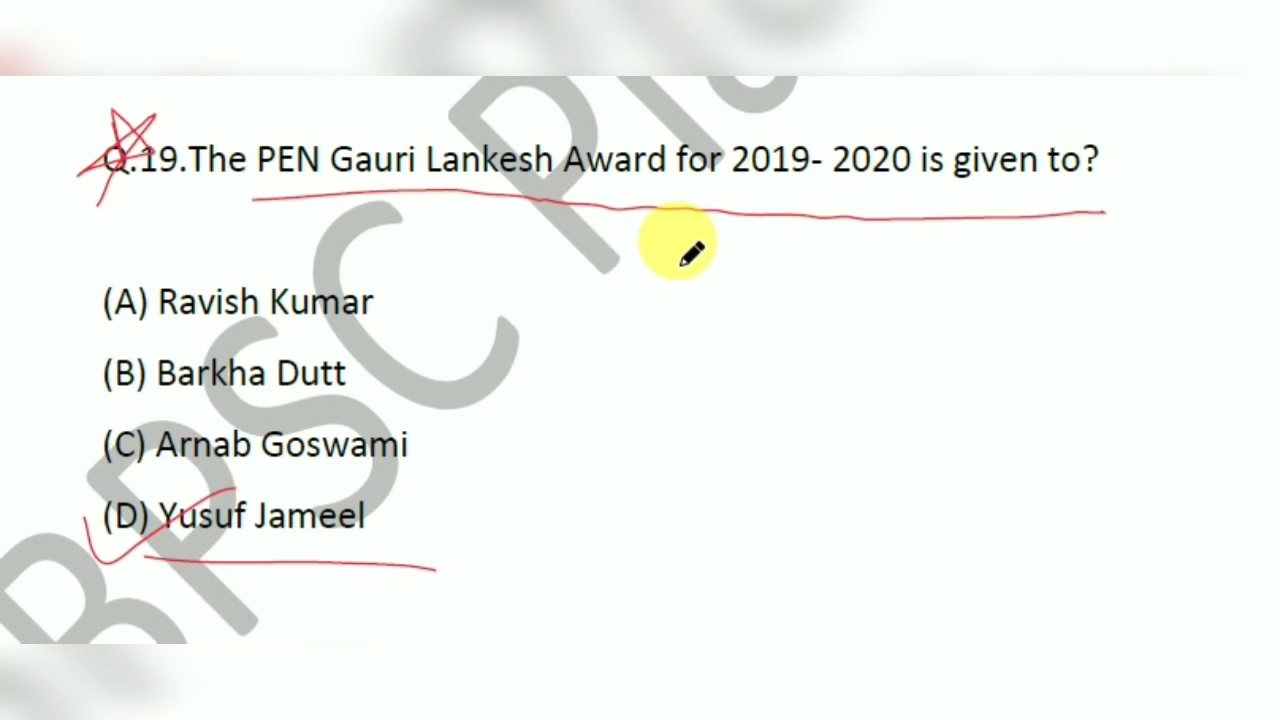 Q.19.The PEN Gauri Lankesh Award for 2019- 2020 is given to?
(A) Ravish Kumar
(B) Barkha Dutt
(C) Arnab Goswami
(D) Yusuf Jameel
BPSC